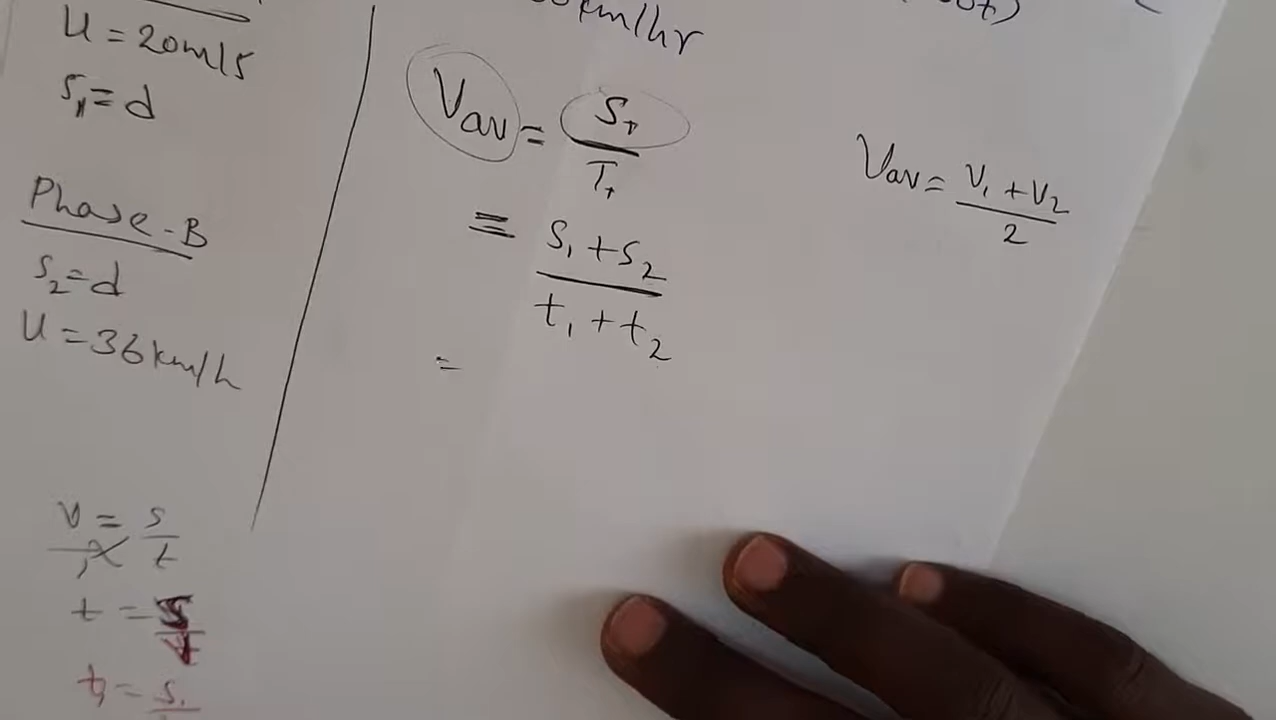 U = 20m/s
S₁ = d
Phase-B
S₂ = d
U = 36km/h
V = S/t
t = S/
t₁ = S₁
km/hr
Vav = S_T/T_T
= S₁ + S₂/t₁ + t₂
=
Vav = V₁ + V₂/2